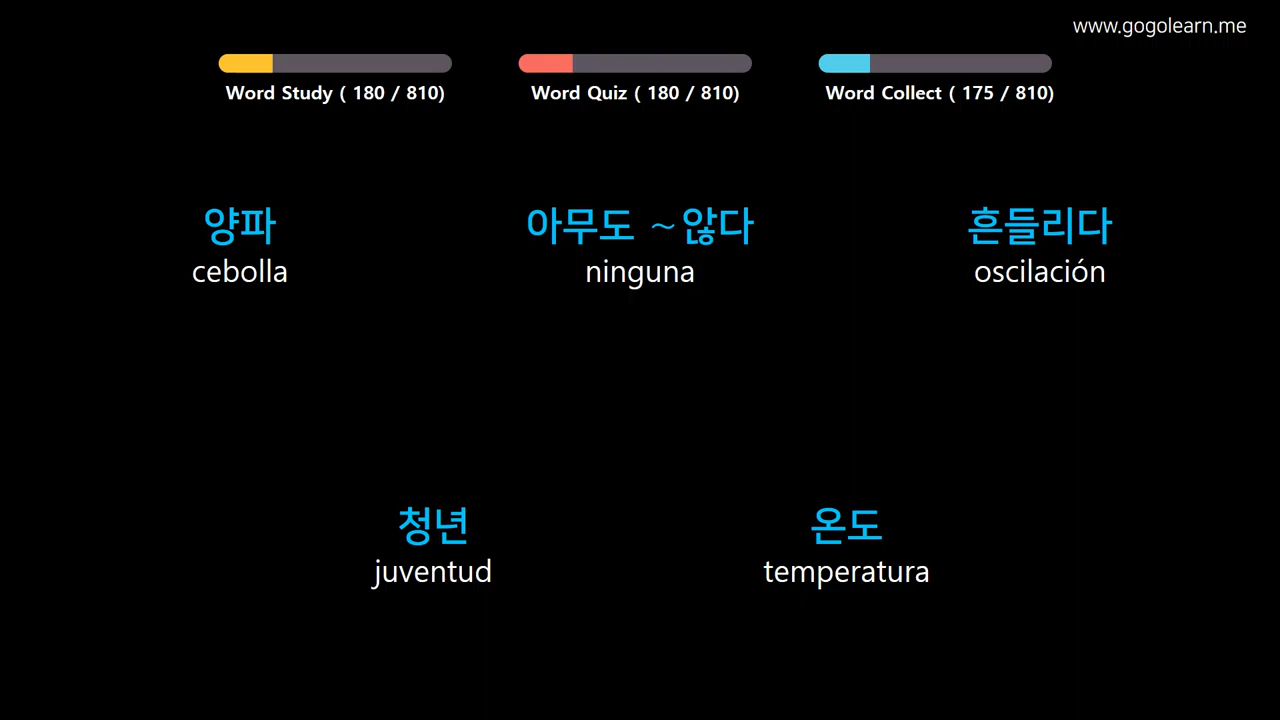 www.gogolearn.me
Word Study ( 180 / 810)
Word Quiz ( 180 / 810)
Word Collect ( 175 / 810)
양파
cebolla
아무도 ~않다
ninguna
흔들리다
oscilación
청년
juventud
온도
temperatura